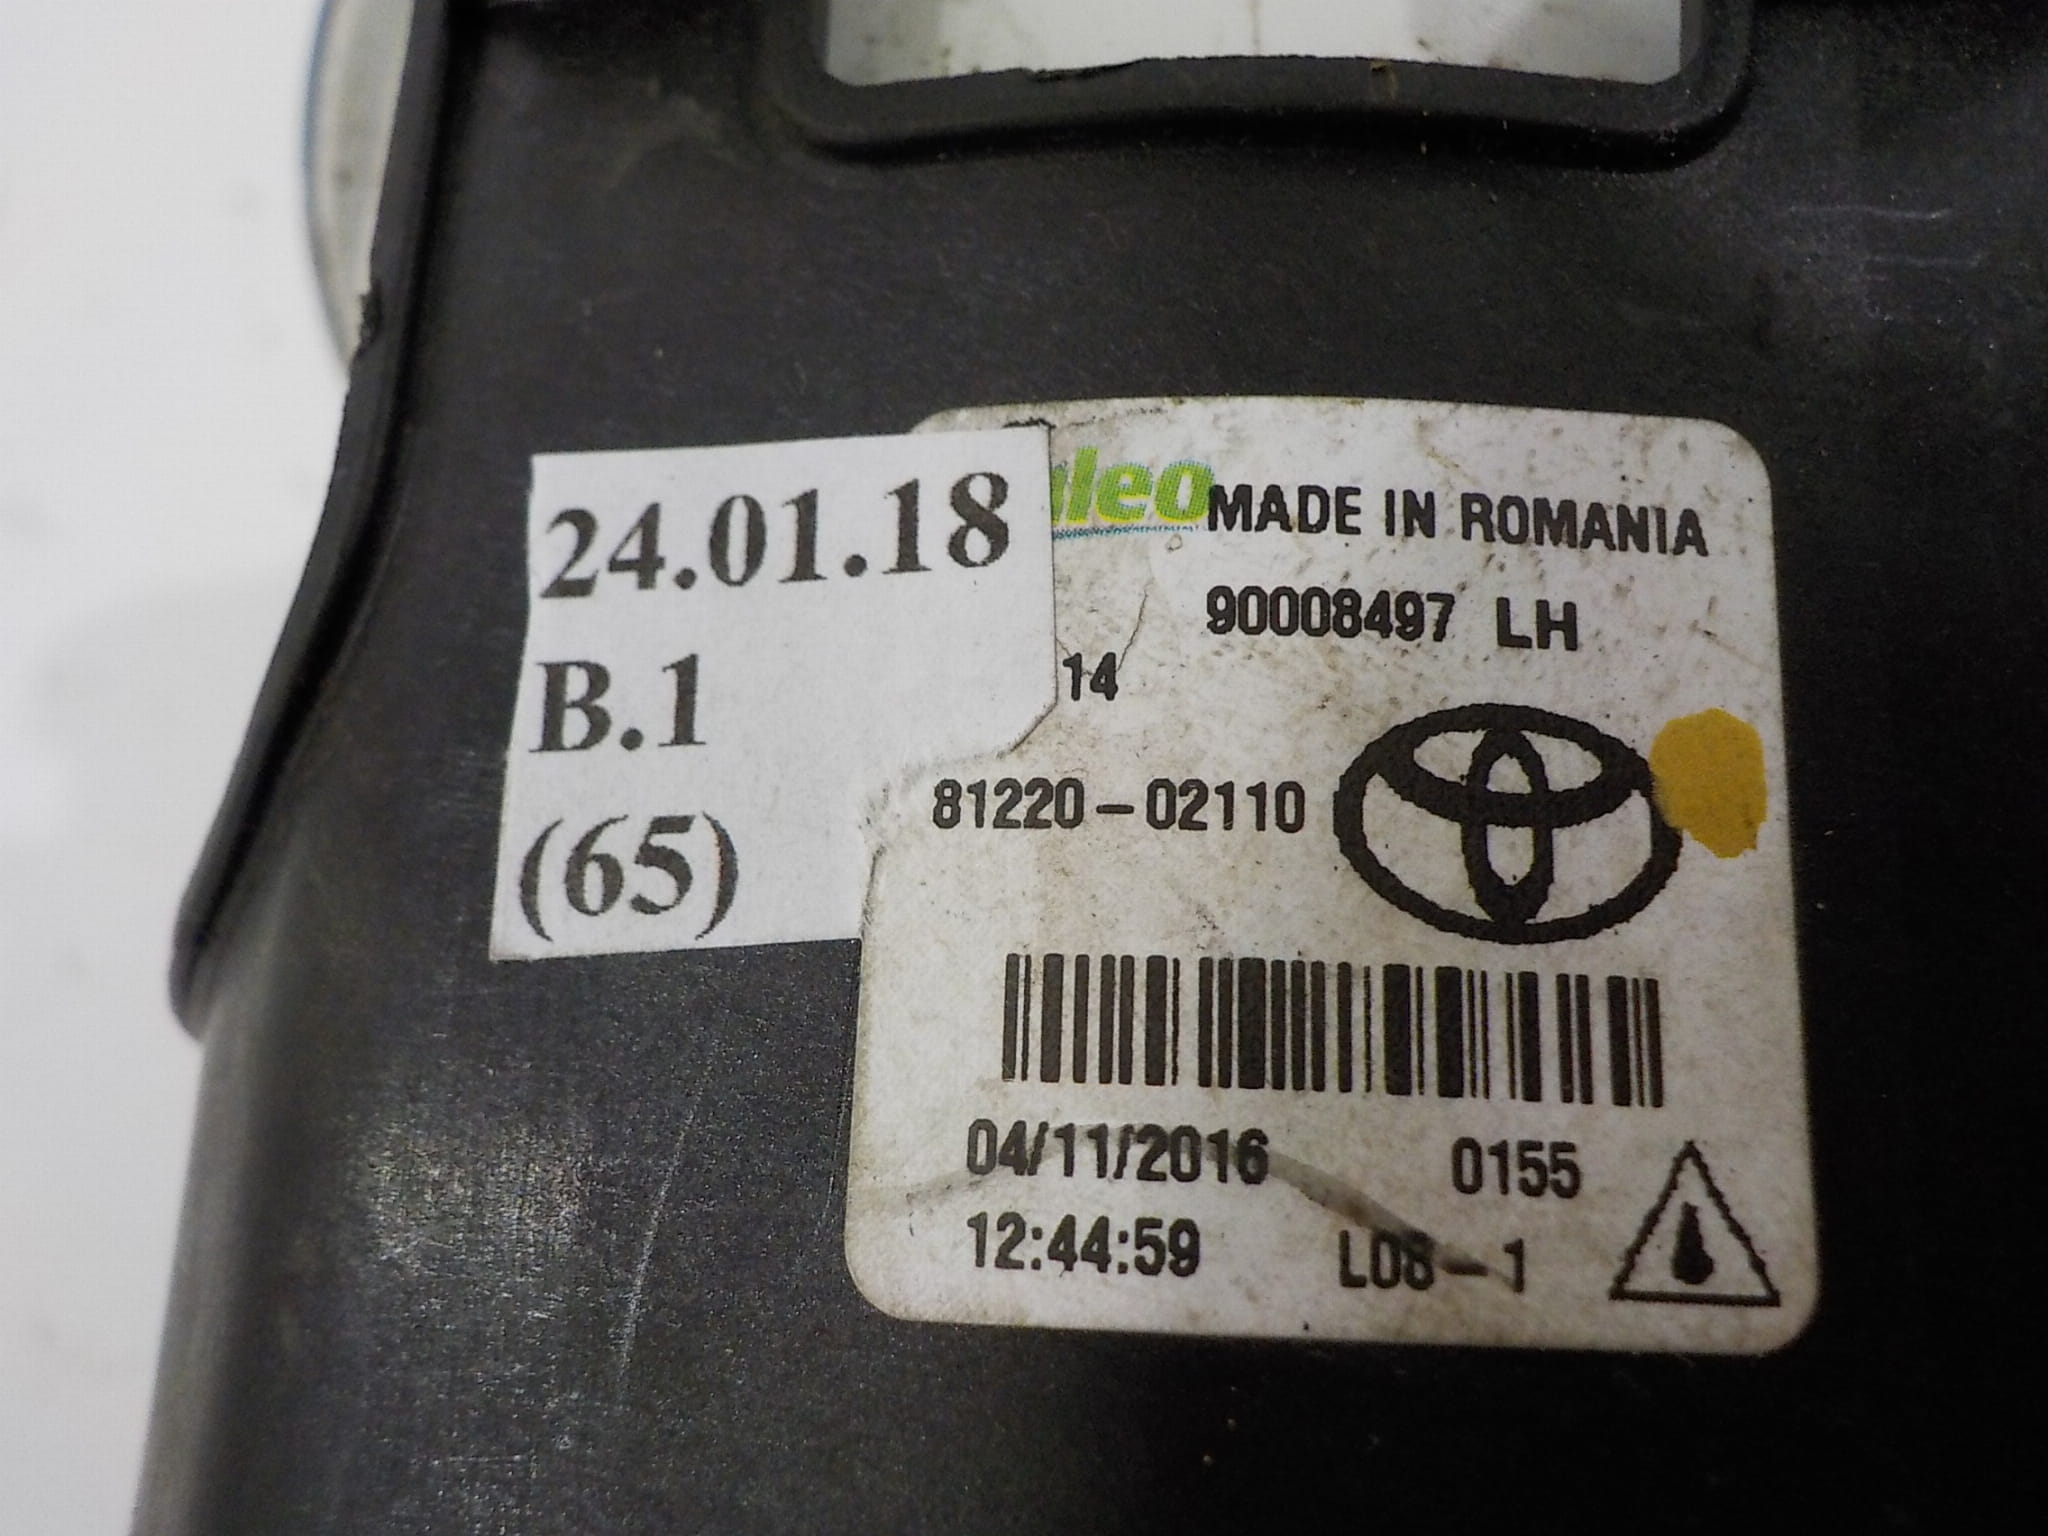 24.01.18
B.1
(65)
aleo MADE IN ROMANIA
90008497 LH
14
81220-02110
04/11/2016 0155
12:44:59 L08-1